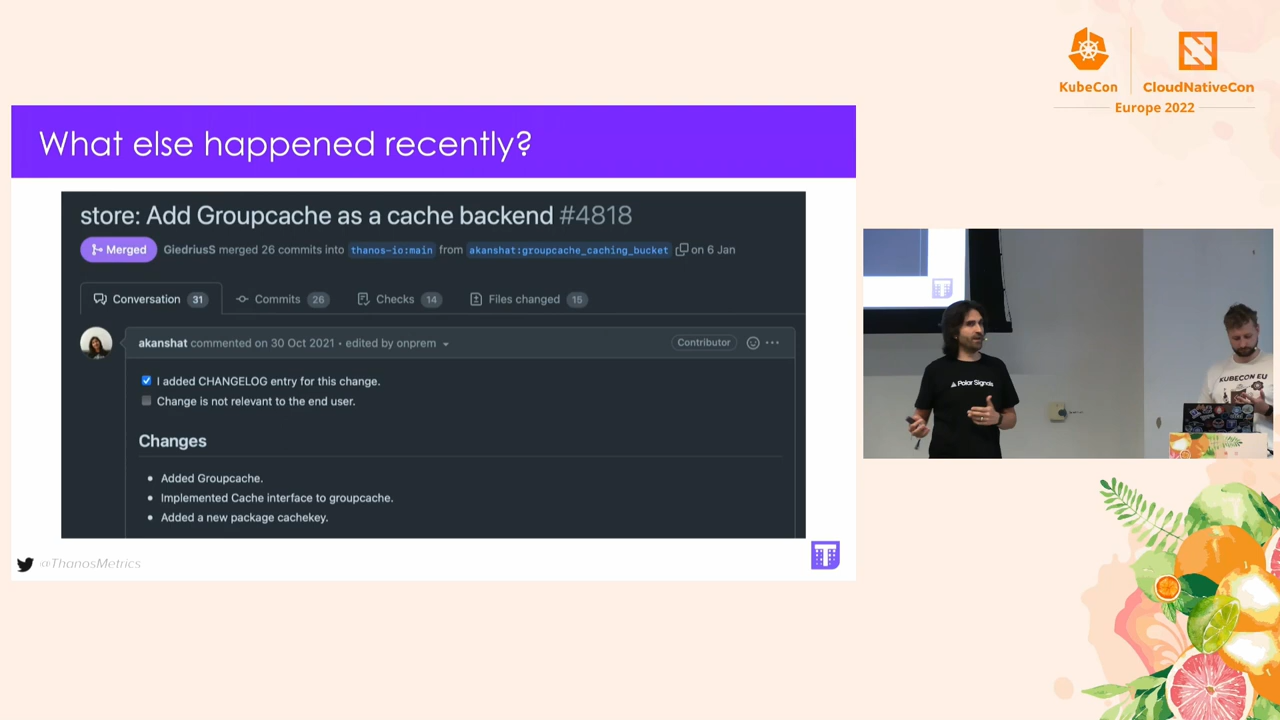 KubeCon
CloudNativeCon
Europe 2022
What else happened recently?
store: Add Groupcache as a cache backend #4818
Merged GiedriusS merged 26 commits into thanos-io:main from akanshat:groupcache_caching_bucket on 6 Jan
Conversation 31 Commits 26 Checks 14 Files changed 15
akanshat commented on 30 Oct 2021 • edited by onprem Contributor
I added CHANGELOG entry for this change.
Change is not relevant to the end user.
Changes
Added Groupcache.
Implemented Cache interface to groupcache.
Added a new package cachekey.
@ThanosMetrics
T
Polar Signals
KUBECON EU